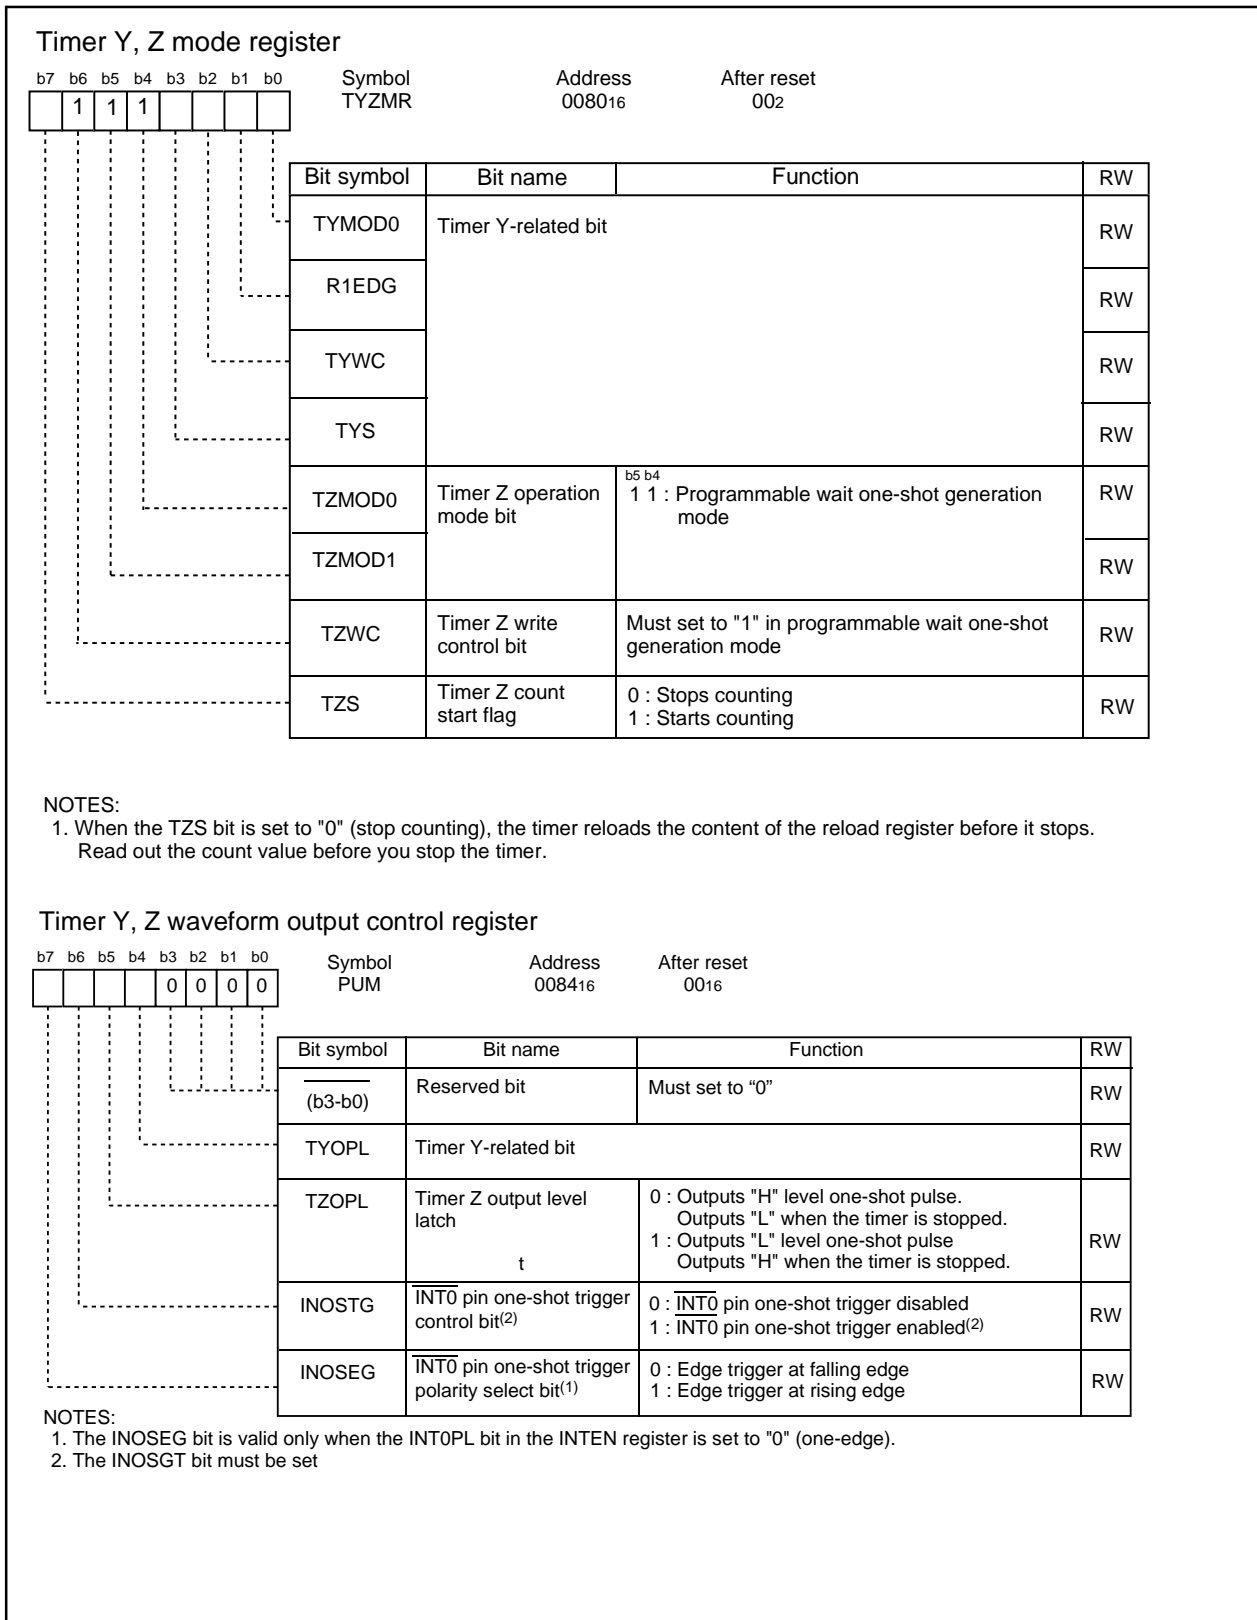 Timer Y, Z mode register
b7 b6 b5 b4 b3 b2 b1 b0
Symbol Address After reset
1 1 1
TYZMR 008016 002
Bit symbol Bit name Function RW
TYMOD0 Timer Y-related bit RW
R1EDG RW
TYWC RW
TYS RW
TZMOD0 Timer Z operation mode bit
b5 b4
1 1 : Programmable wait one-shot generation
mode
RW
TZMOD1 RW
TZWC
Timer Z write
control bit
Must set to "1" in programmable wait one-shot
generation mode
RW
TZS
Timer Z count
start flag
0 : Stops counting
1 : Starts counting
RW
NOTES:
1. When the TZS bit is set to "0" (stop counting), the timer reloads the content of the reload register before it stops.
Read out the count value before you stop the timer.
Timer Y, Z waveform output control register
b7 b6 b5 b4 b3 b2 b1 b0
Symbol Address After reset
0 0 0 0
PUM 008416 0016
Bit symbol Bit name Function RW
(b3-b0) Reserved bit Must set to “0” RW
TYOPL Timer Y-related bit RW
TZOPL
Timer Z output level
latch
t
0 : Outputs "H" level one-shot pulse.
Outputs "L" when the timer is stopped.
1 : Outputs "L" level one-shot pulse
Outputs "H" when the timer is stopped.
RW
INOSTG
INT0 pin one-shot trigger
control bit(2)
0 : INT0 pin one-shot trigger disabled
1 : INT0 pin one-shot trigger enabled(2)
RW
INOSEG
INT0 pin one-shot trigger
polarity select bit(1)
0 : Edge trigger at falling edge
1 : Edge trigger at rising edge
RW
NOTES:
1. The INOSEG bit is valid only when the INT0PL bit in the INTEN register is set to "0" (one-edge).
2. The INOSGT bit must be set